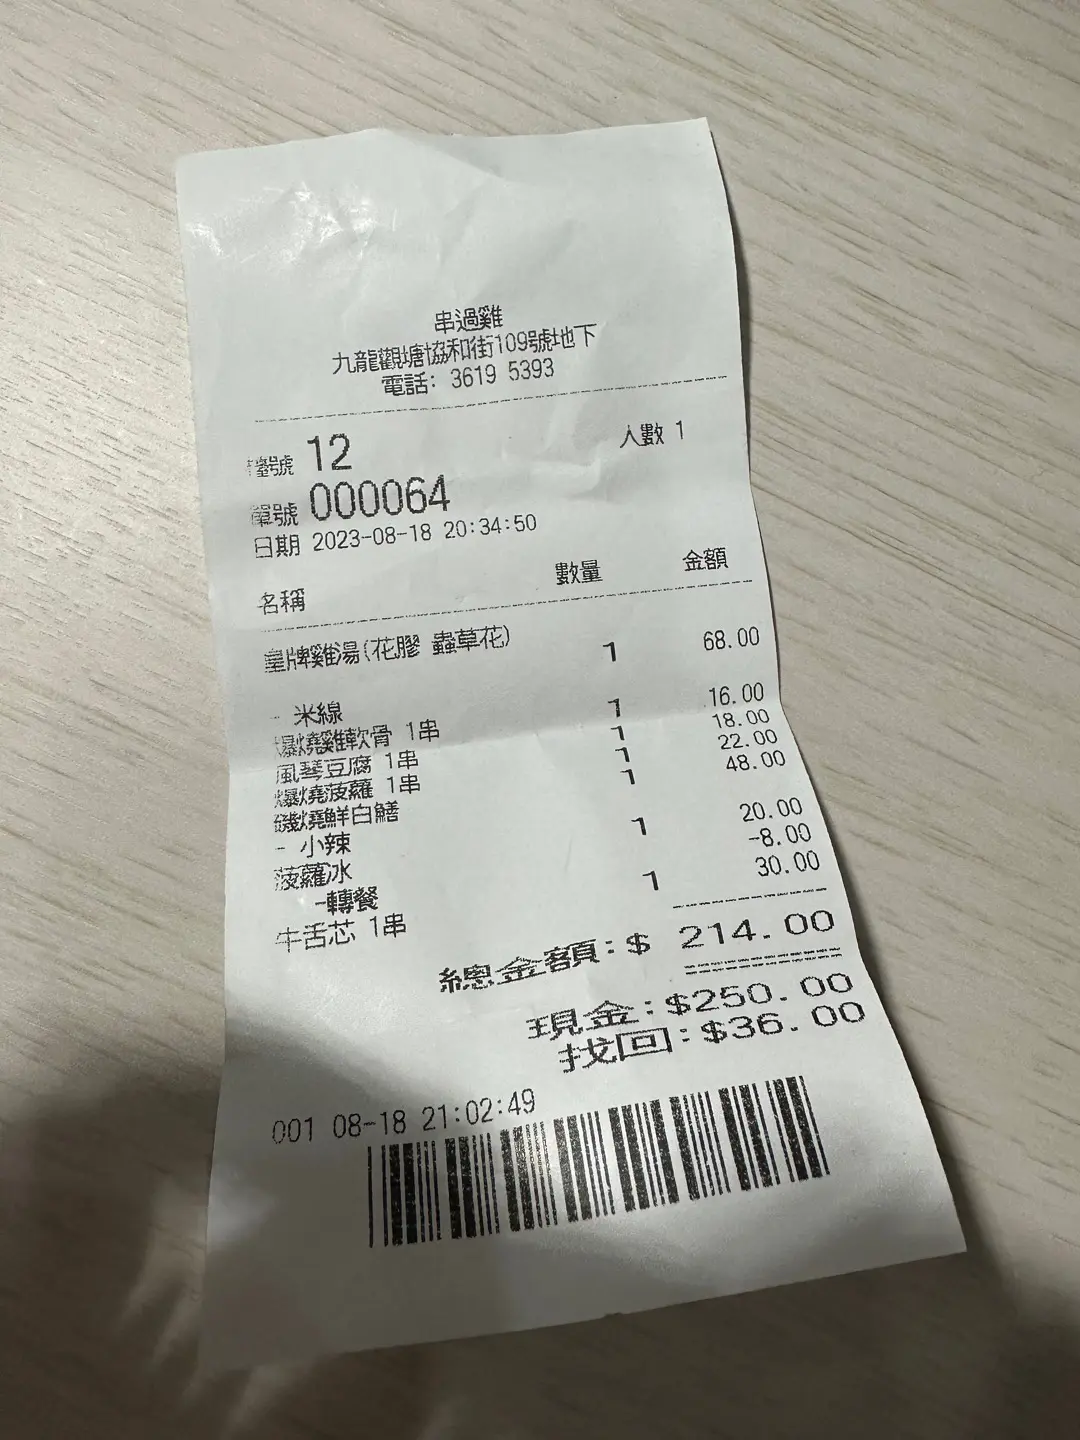 串過雞
九龍觀塘協和街109號地下
電話: 3619 5393
檯號 12 人數 1
單號 000064
日期 2023-08-18 20:34:50
名稱 數量 金額
皇牌雞湯(花膠 蟲草花) 1 68.00
- 米線
爆燒雞軟骨 1串 1 16.00
風琴豆腐 1串 1 18.00
爆燒菠蘿 1串 1 22.00
燒鮮白鱔 1 48.00
- 小辣
菠蘿冰 1 20.00
-轉餐 -8.00
牛舌芯 1串 1 30.00
總金額:$ 214.00
現金:$250.00
找回:$36.00
001 08-18 21:02:49